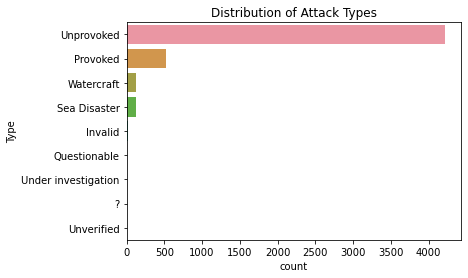 Distribution of Attack Types
Type
Unprovoked
Provoked
Watercraft
Sea Disaster
Invalid
Questionable
Under investigation
?
Unverified
0 500 1000 1500 2000 2500 3000 3500 4000
count